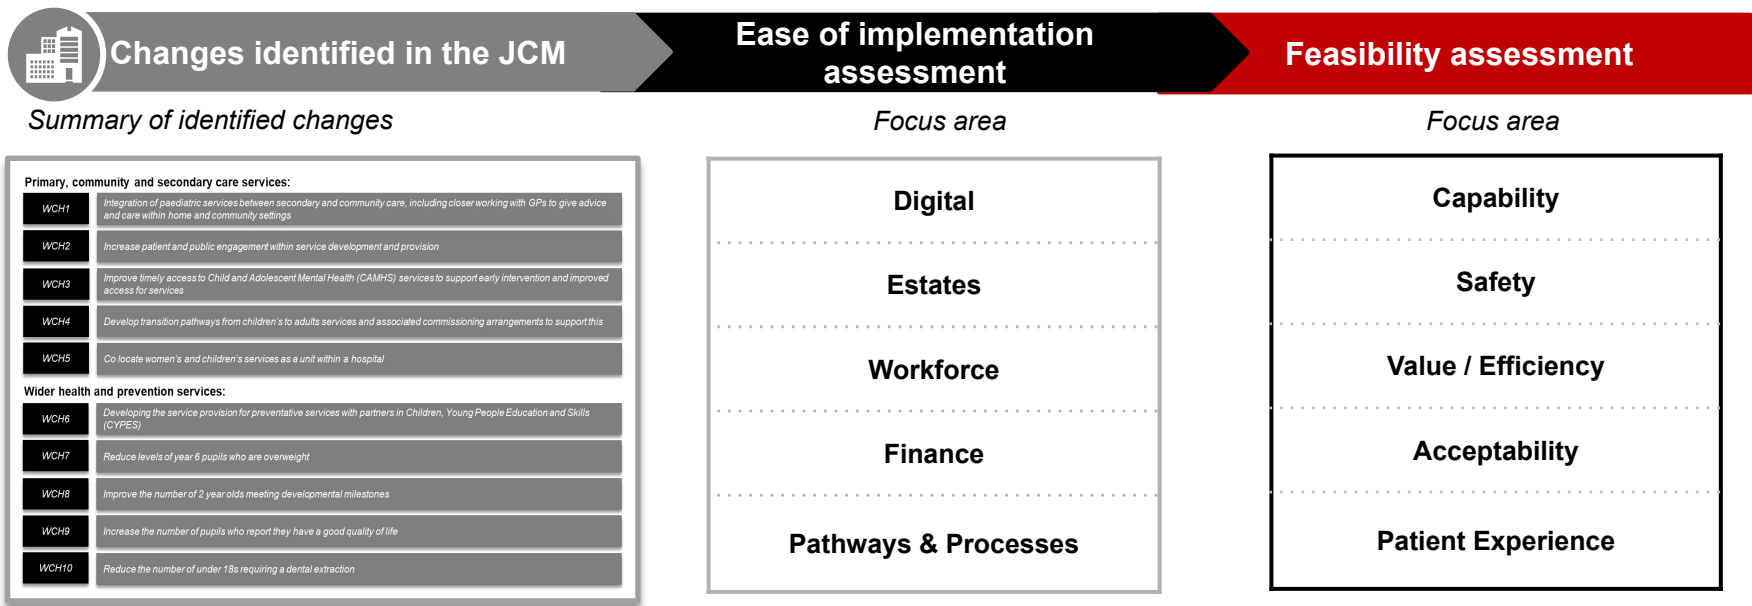 Changes identified in the JCM
Ease of implementation
assessment
Feasibility assessment
Summary of identified changes
Focus area
Focus area
Primary, community and secondary care services:
WCH1
Integration of paediatric services between secondary and community care, including closer working with GPs to give advice
and care within home and community settings
WCH2
Increase patient and public engagement within service development and provision
WCH3
Improve timely access to Child and Adolescent Mental Health (CAMHS) services to support early intervention and improved
access for services
WCH4
Develop transition pathways from children's to adults services and associated commissioning arrangements to support this
WCH5
Co locate women's and children's services as a unit within a hospital
Wider health and prevention services:
WCH6
Developing the service provision for preventative services with partners in Children, Young People Education and Skills
(CYPES)
WCH7
Reduce levels of year 6 pupils who are overweight
WCH8
Improve the number of 2 year olds meeting developmental milestones
WCH9
Increase the number of pupils who report they have a good quality of life
WCH10
Reduce the number of under 18s requiring a dental extraction
Digital
Estates
Workforce
Finance
Pathways & Processes
Capability
Safety
Value / Efficiency
Acceptability
Patient Experience